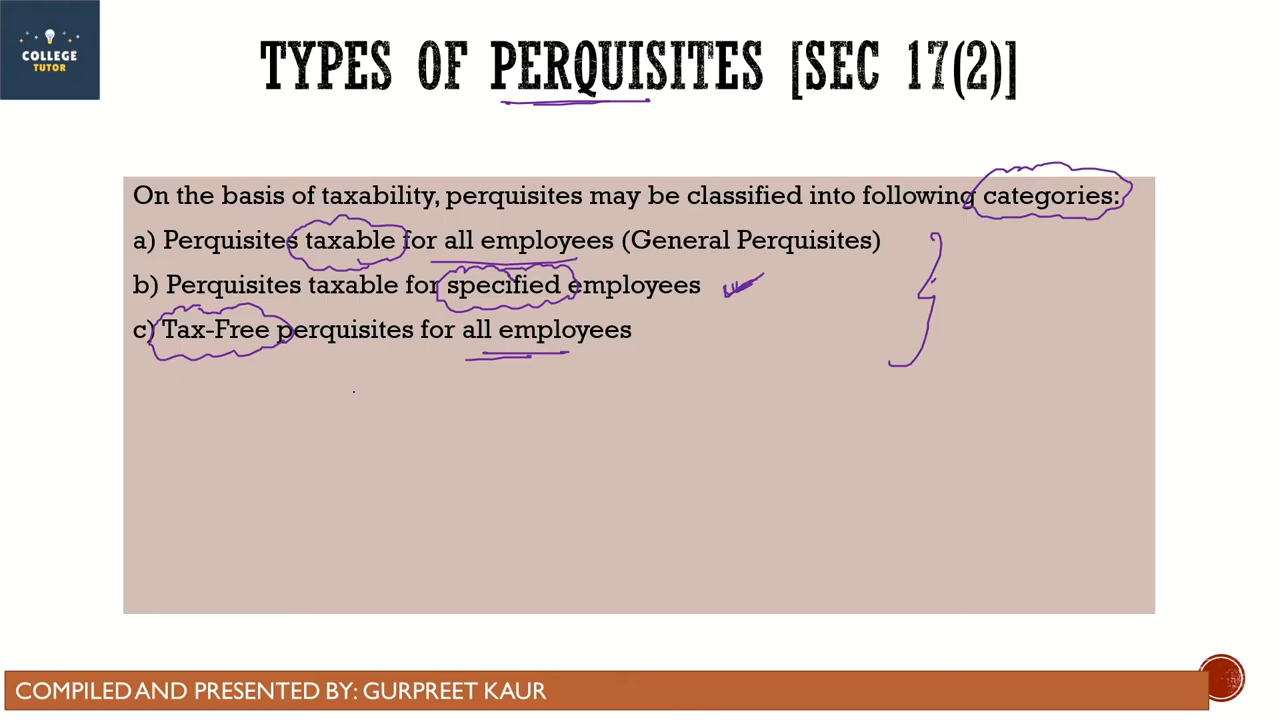 COLLEGE
TUTOR
TYPES OF PERQUISITES [SEC 17(2)]
On the basis of taxability, perquisites may be classified into following categories:
a) Perquisites taxable for all employees (General Perquisites)
b) Perquisites taxable for specified employees
c) Tax-Free perquisites for all employees
COMPILED AND PRESENTED BY: GURPREET KAUR